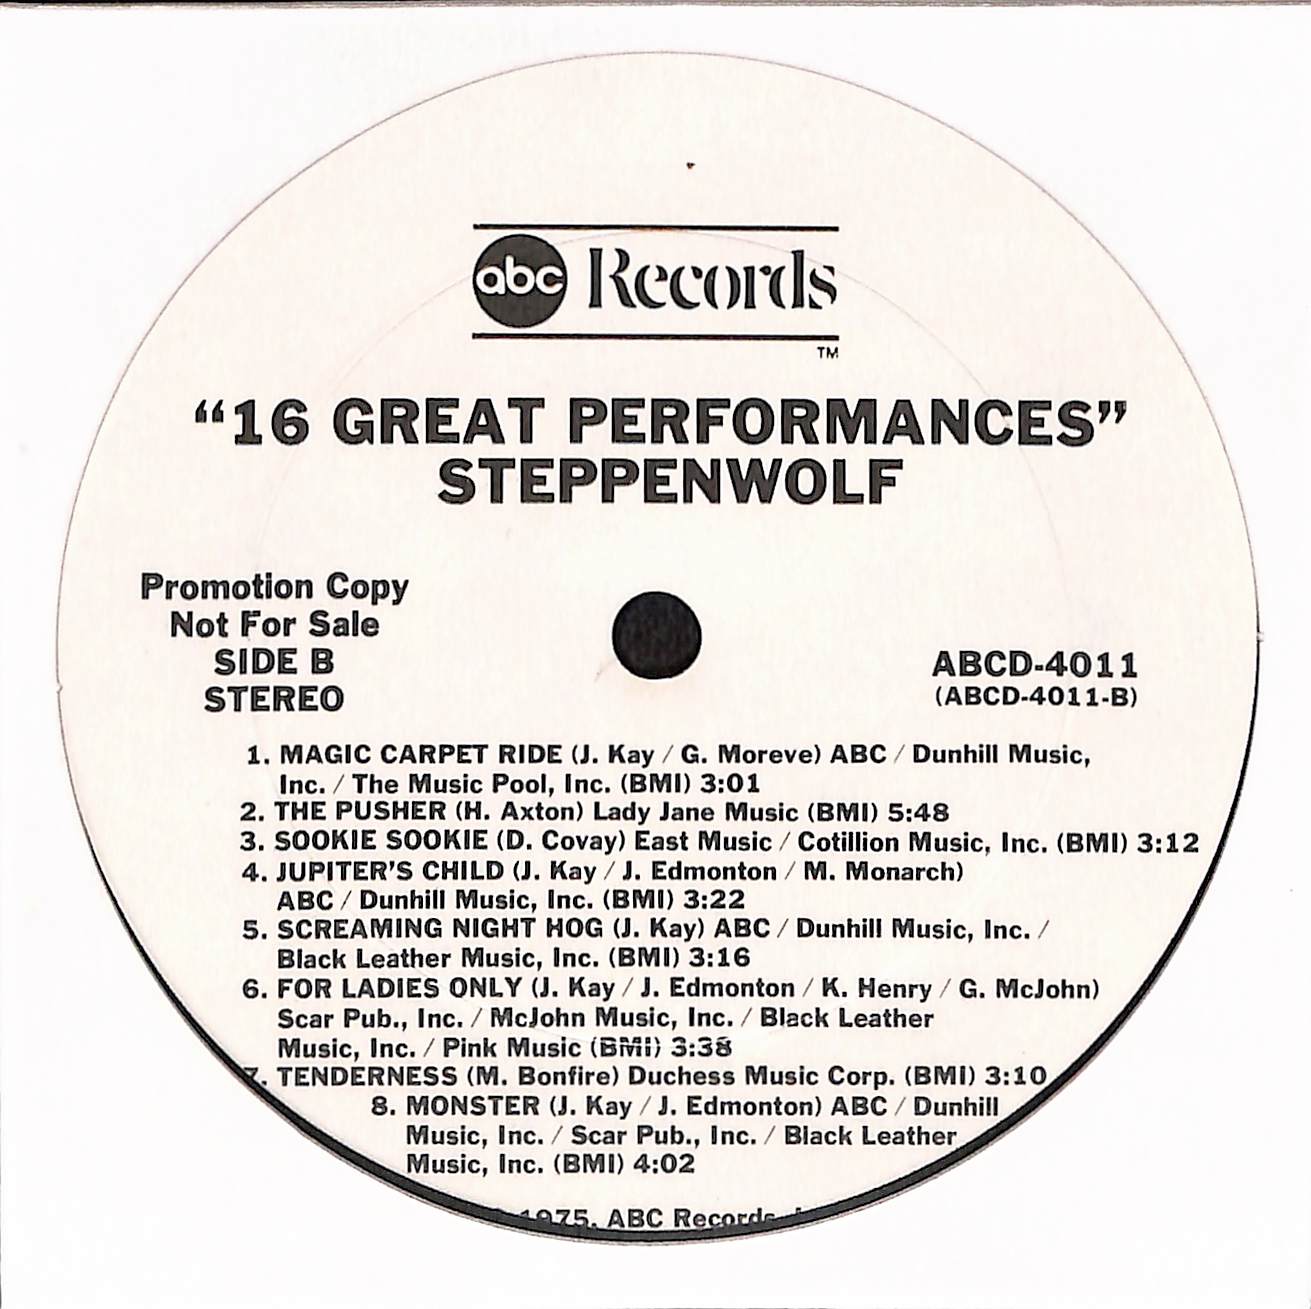 abc Records
TM
“16 GREAT PERFORMANCES”
STEPPENWOLF
Promotion Copy
Not For Sale
SIDE B
STEREO
ABCD-4011
(ABCD-4011-B)
1. MAGIC CARPET RIDE (J. Kay / G. Moreve) ABC / Dunhill Music,
Inc. / The Music Pool, Inc. (BMI) 3:01
2. THE PUSHER (H. Axton) Lady Jane Music (BMI) 5:48
3. SOOKIE SOOKIE (D. Covay) East Music / Cotillion Music, Inc. (BMI) 3:12
4. JUPITER’S CHILD (J. Kay / J. Edmonton / M. Monarch)
ABC / Dunhill Music, Inc. (BMI) 3:22
5. SCREAMING NIGHT HOG (J. Kay) ABC / Dunhill Music, Inc. /
Black Leather Music, Inc. (BMI) 3:16
6. FOR LADIES ONLY (J. Kay / J. Edmonton / K. Henry / G. McJohn)
Scar Pub., Inc. / McJohn Music, Inc. / Black Leather
Music, Inc. / Pink Music (BMI) 3:38
7. TENDERNESS (M. Bonfire) Duchess Music Corp. (BMI) 3:10
8. MONSTER (J. Kay / J. Edmonton) ABC / Dunhill
Music, Inc. / Scar Pub., Inc. / Black Leather
Music, Inc. (BMI) 4:02
1975, ABC Records